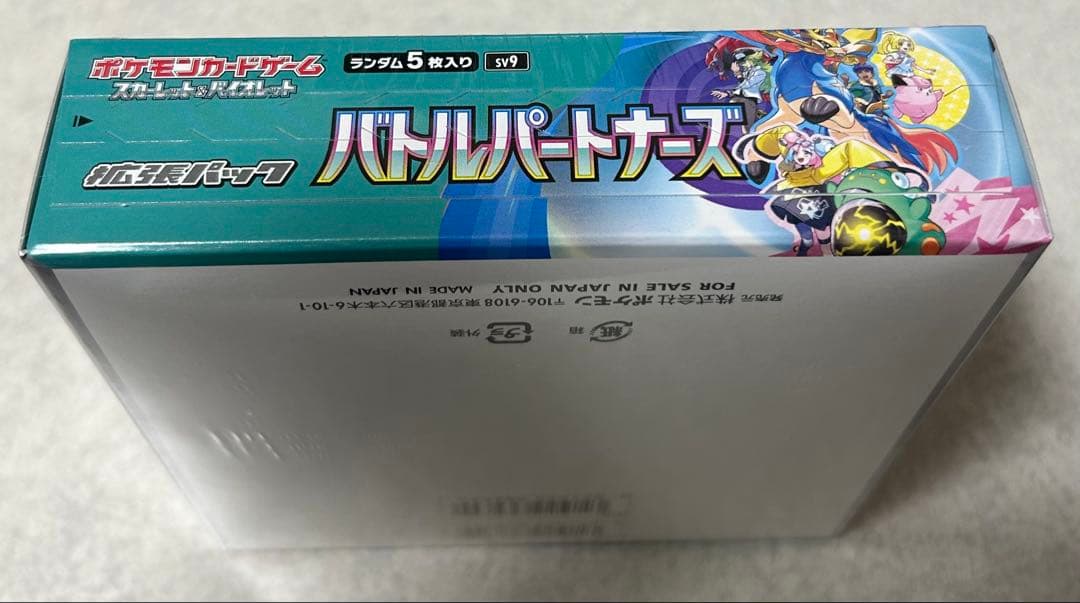 ポケモンカードゲーム
スカーレット&バイオレット
ランダム5枚入り
SV9
拡張パック
バトルパートナーズ
発売元 株式会社ポケモン 〒106-6108 東京都港区六本木6-10-1
FOR SALE IN JAPAN ONLY MADE IN JAPAN
紙 箱
プラ 外装